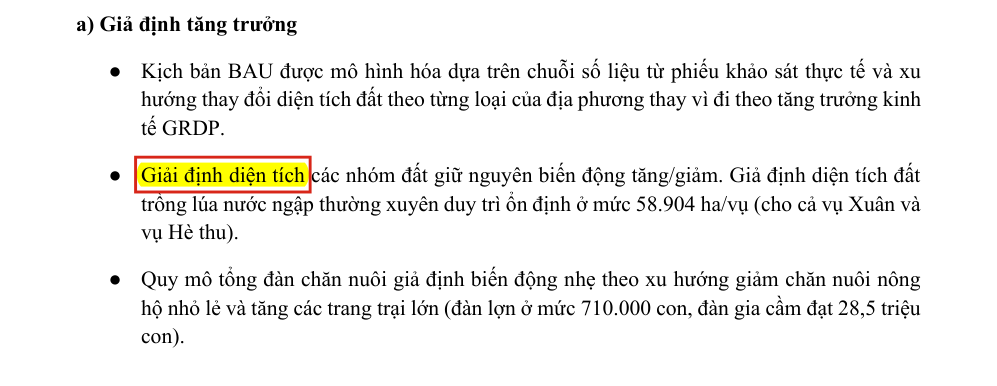 a) Giả định tăng trưởng
● Kịch bản BAU được mô hình hóa dựa trên chuỗi số liệu từ phiếu khảo sát thực tế và xu
hướng thay đổi diện tích đất theo từng loại của địa phương thay vì đi theo tăng trưởng kinh
tế GRDP.
● Giải định diện tích các nhóm đất giữ nguyên biến động tăng/giảm. Giả định diện tích đất
trồng lúa nước ngập thường xuyên duy trì ổn định ở mức 58.904 ha/vụ (cho cả vụ Xuân và
vụ Hè thu).
● Quy mô tổng đàn chăn nuôi giả định biến động nhẹ theo xu hướng giảm chăn nuôi nông
hộ nhỏ lẻ và tăng các trang trại lớn (đàn lợn ở mức 710.000 con, đàn gia cầm đạt 28,5 triệu
con).